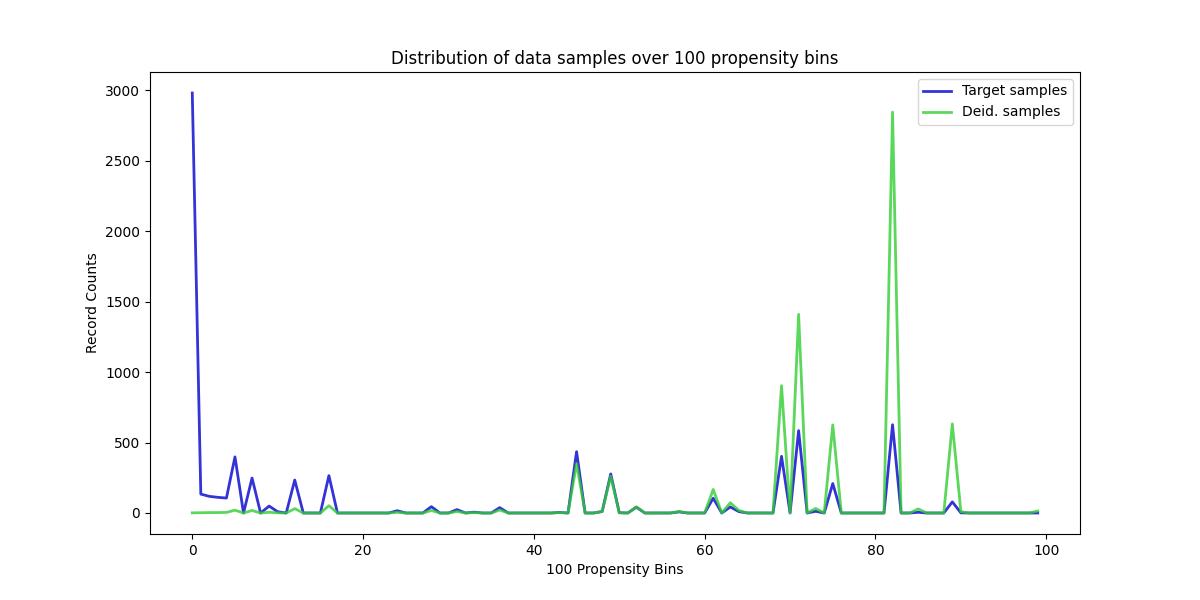 Distribution of data samples over 100 propensity bins
Target samples
Deid. samples
Record Counts
3000
2500
2000
1500
1000
500
0
0 20 40 60 80 100
100 Propensity Bins